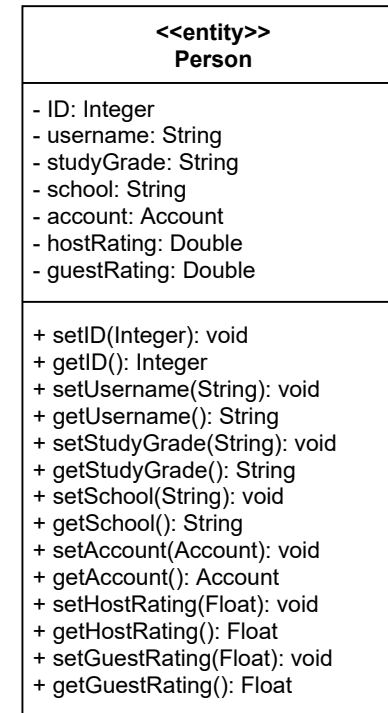 <<entity>>
Person
- ID: Integer
- username: String
- studyGrade: String
- school: String
- account: Account
- hostRating: Double
- guestRating: Double
+ setID(Integer): void
+ getID(): Integer
+ setUsername(String): void
+ getUsername(): String
+ setStudyGrade(String): void
+ getStudyGrade(): String
+ setSchool(String): void
+ getSchool(): String
+ setAccount(Account): void
+ getAccount(): Account
+ setHostRating(Float): void
+ getHostRating(): Float
+ setGuestRating(Float): void
+ getGuestRating(): Float